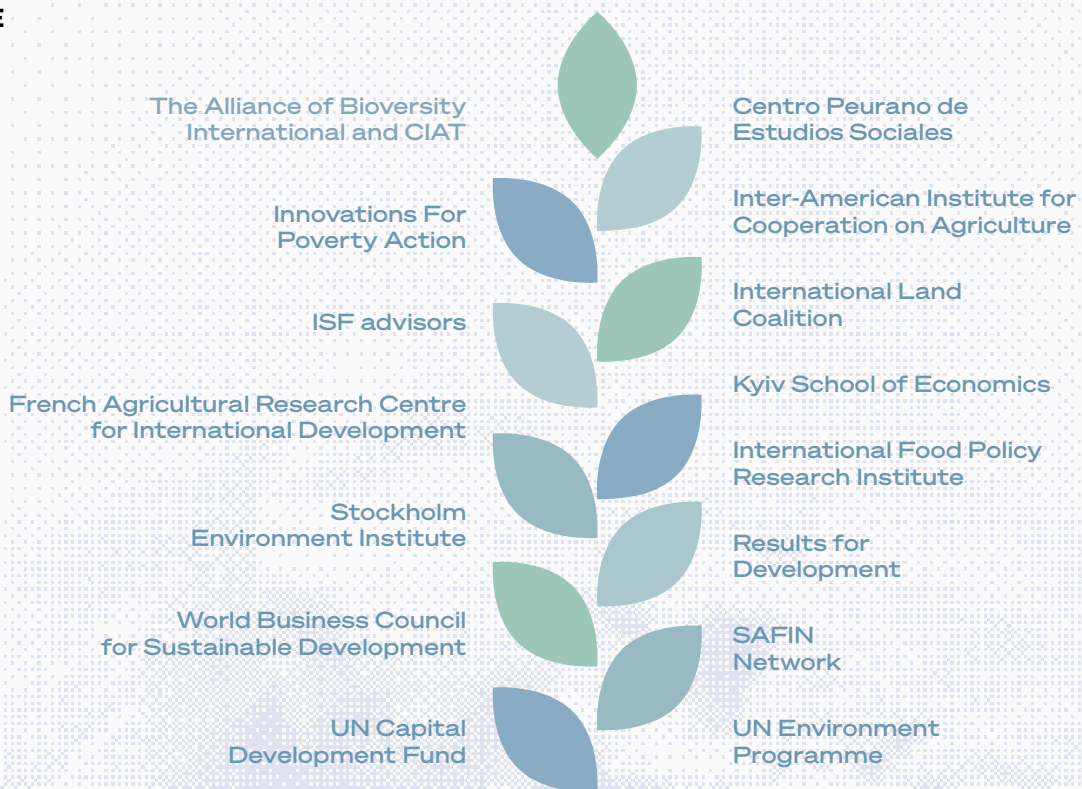 E
The Alliance of Bioversity
International and CIAT
Innovations For
Poverty Action
ISF advisors
French Agricultural Research Centre
for International Development
Stockholm
Environment Institute
World Business Council
for Sustainable Development
UN Capital
Development Fund
Centro Peurano de
Estudios Sociales
Inter-American Institute for
Cooperation on Agriculture
International Land
Coalition
Kyiv School of Economics
International Food Policy
Research Institute
Results for
Development
SAFIN
Network
UN Environment
Programme